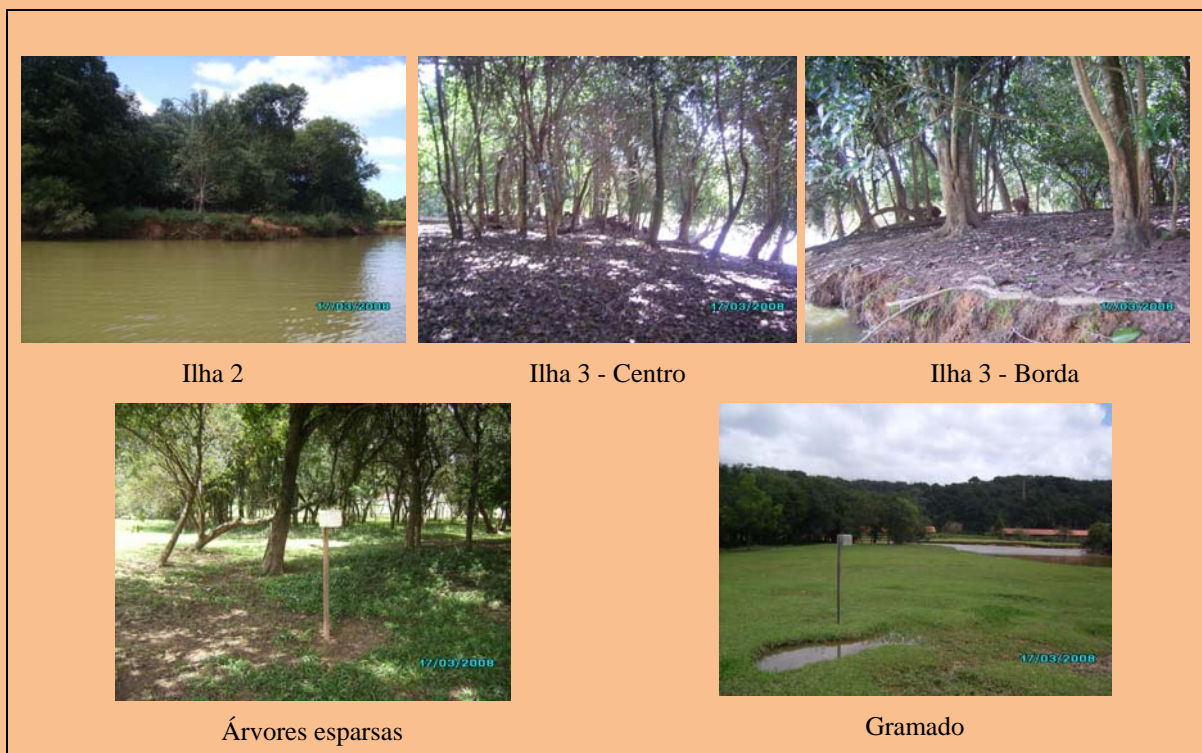 17/03/2008
17/03/2008
17/03/2008
Ilha 2
Ilha 3 - Centro
Ilha 3 - Borda
17/03/2008
17/03/2008
Árvores esparsas
Gramado